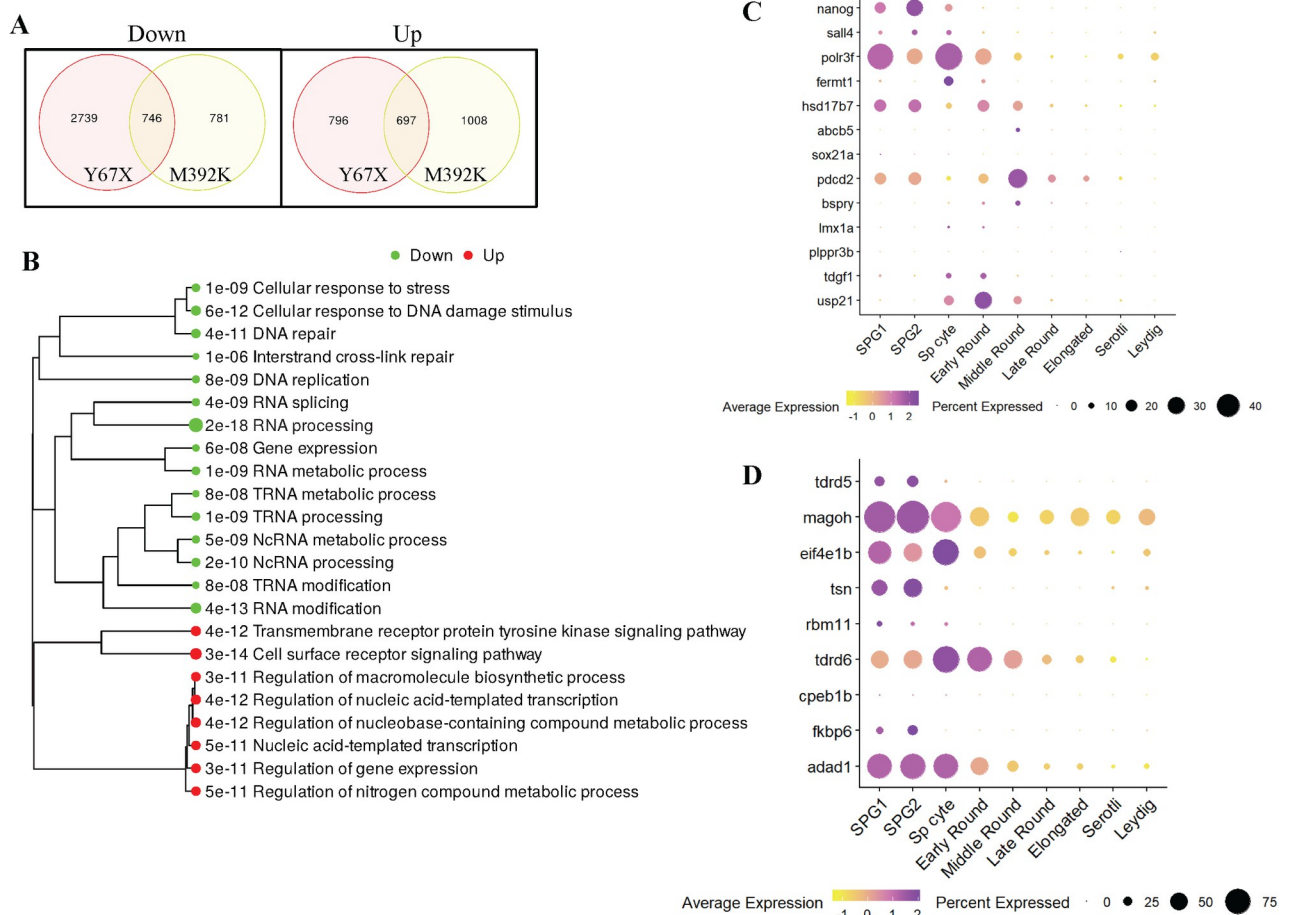 A
Down
Up
2739
746
781
796
697
1008
Y67X
M392K
Y67X
M392K
B
Down
Up
1e-09 Cellular response to stress
6e-12 Cellular response to DNA damage stimulus
4e-11 DNA repair
1e-06 Interstrand cross-link repair
8e-09 DNA replication
4e-09 RNA splicing
2e-18 RNA processing
6e-08 Gene expression
1e-09 RNA metabolic process
8e-08 TRNA metabolic process
1e-09 TRNA processing
5e-09 NcRNA metabolic process
2e-10 NcRNA processing
8e-08 TRNA modification
4e-13 RNA modification
4e-12 Transmembrane receptor protein tyrosine kinase signaling pathway
3e-14 Cell surface receptor signaling pathway
3e-11 Regulation of macromolecule biosynthetic process
4e-12 Regulation of nucleic acid-templated transcription
4e-12 Regulation of nucleobase-containing compound metabolic process
5e-11 Nucleic acid-templated transcription
3e-11 Regulation of gene expression
5e-11 Regulation of nitrogen compound metabolic process
C
nanog
sall4
polr3f
fermt1
hsd17b7
abcb5
sox21a
pdcd2
bspry
lmx1a
plppr3b
tdgf1
usp21
SPG1
SPG2
Sp cyte
Early Round
Middle Round
Late Round
Elongated
Serotli
Leydig
Average Expression
-1 0 1 2
Percent Expressed
0 10 20 30 40
D
tdrd5
magoh
eif4e1b
tsn
rbm11
tdrd6
cpeb1b
fkbp6
adad1
SPG1
SPG2
Sp cyte
Early Round
Middle Round
Late Round
Elongated
Serotli
Leydig
Average Expression
-1 0 1 2
Percent Expressed
0 25 50 75